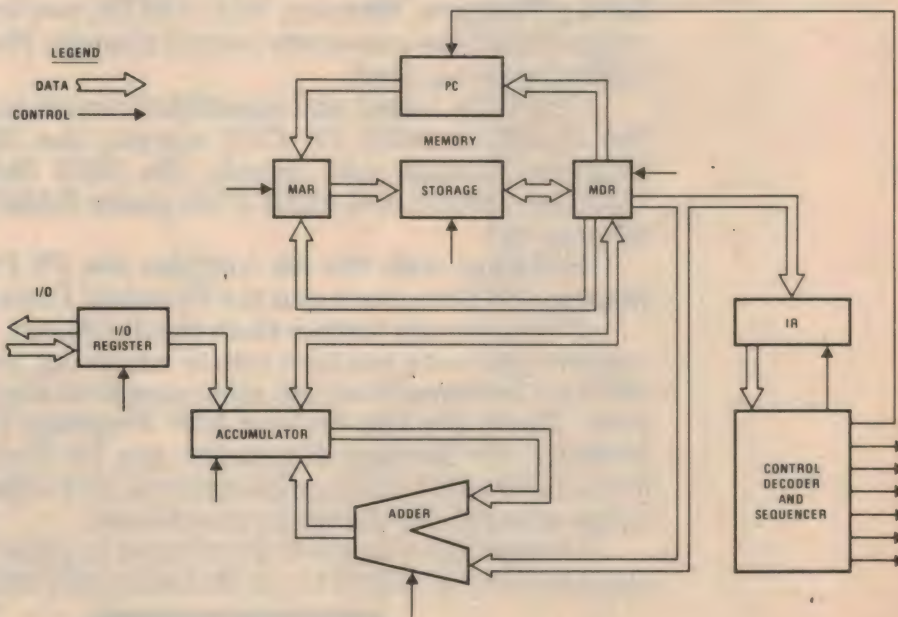 LEGEND
DATA
CONTROL
PC
MEMORY
MAR
STORAGE
MDR
I/O
I/O
REGISTER
IR
ACCUMULATOR
ADDER
CONTROL
DECODER
AND
SEQUENCER